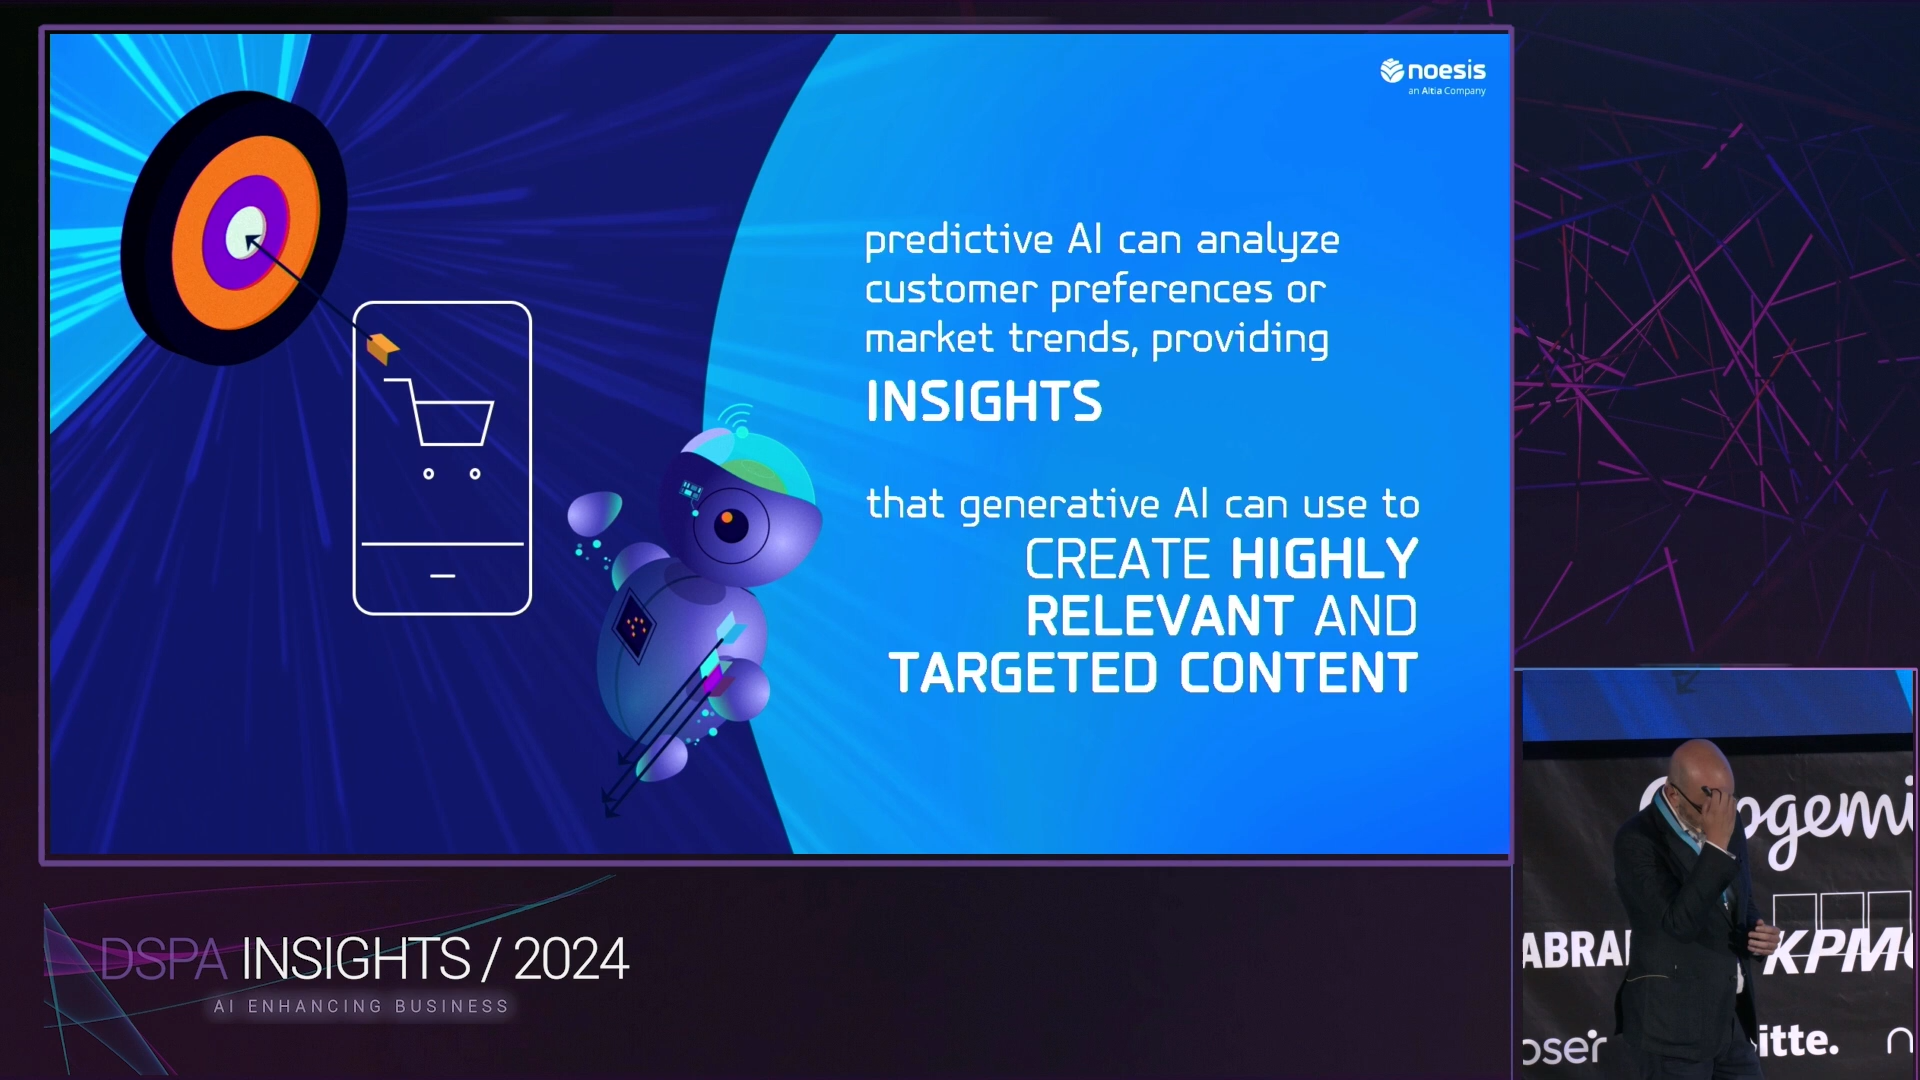 noesis
an Altia Company
predictive AI can analyze
customer preferences or
market trends, providing
INSIGHTS
that generative AI can use to
CREATE HIGHLY
RELEVANT AND
TARGETED CONTENT
DSPA INSIGHTS / 2024
AI ENHANCING BUSINESS
KPMG